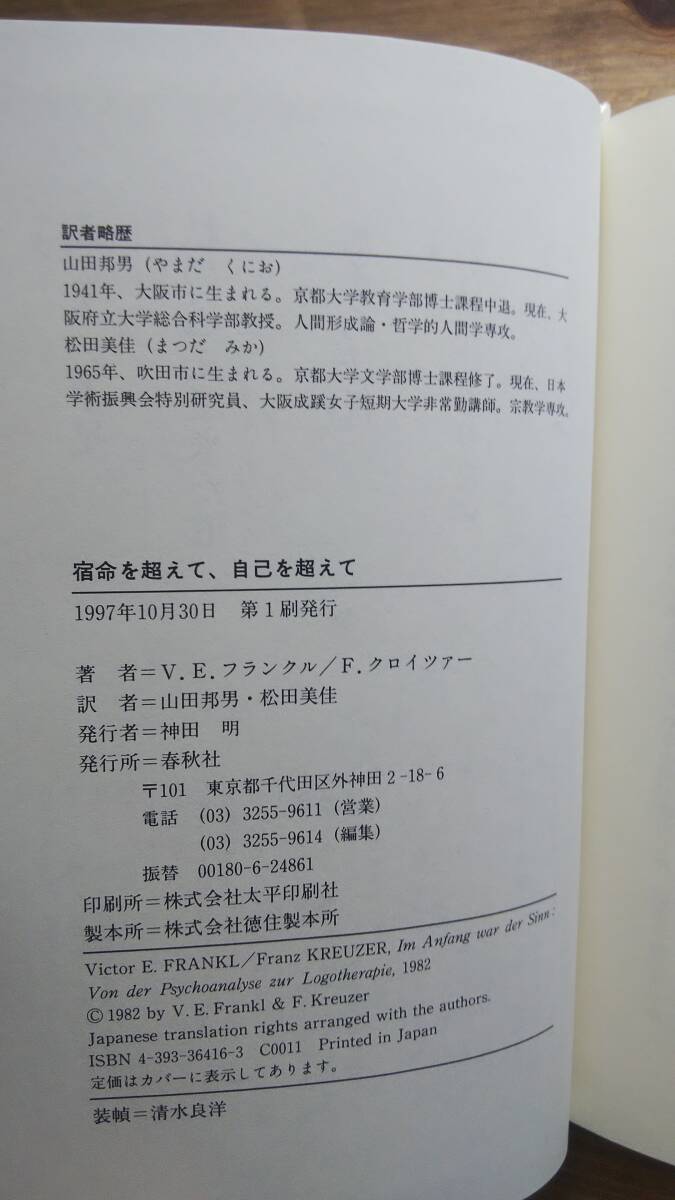 訳者略歴
山田邦男(やまだ くにお)
1941年、大阪市に生まれる。京都大学教育学部博士課程中退。現在、大
阪府立大学総合科学部教授。人間形成論・哲学的人間学専攻。
松田美佳(まつだ みか)
1965年、吹田市に生まれる。京都大学文学部博士課程修了。現在、日本
学術振興会特別研究員、大阪成蹊女子短期大学非常勤講師。宗教学専攻。
宿命を超えて、自己を超えて
1997年10月30日 第1刷発行
著 者=V.E.フランクル/F.クロイツァー
訳 者=山田邦男・松田美佳
発行者=神田 明
発行所=春秋社
〒101 東京都千代田区外神田2-18-6
電話 (03) 3255-9611 (営業)
(03) 3255-9614 (編集)
振替 00180-6-24861
印刷所=株式会社太平印刷社
製本所=株式会社徳住製本所
Victor E. FRANKL/Franz KREUZER, Im Anfang war der Sinn:
Von der Psychoanalyse zur Logotherapie, 1982
© 1982 by V. E. Frankl & F. Kreuzer
Japanese translation rights arranged with the authors.
ISBN 4-393-36416-3 C0011 Printed in Japan
定価はカバーに表示してあります。
装幀=清水良洋